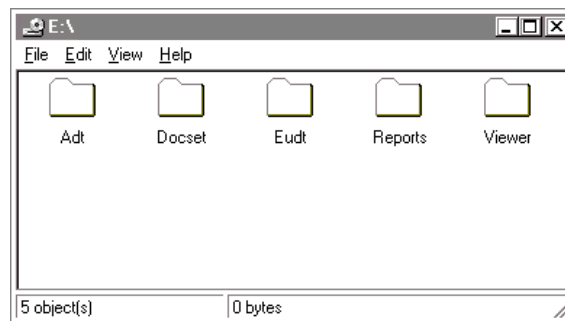 E:\
File Edit View Help
Adt Docset Eudt Reports Viewer
5 object(s) 0 bytes